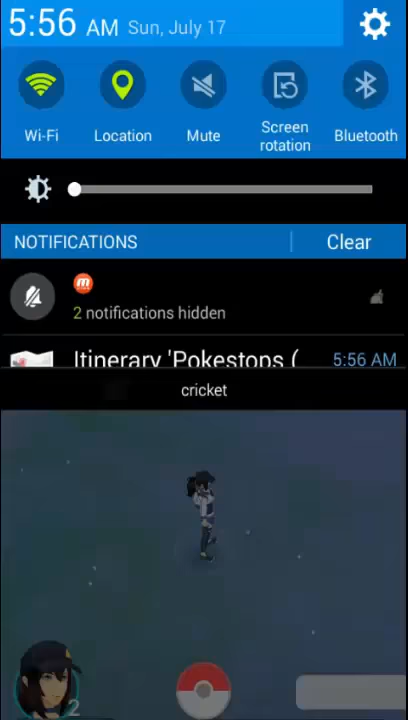 5:56 AM Sun, July 17
Wi-Fi
Location
Mute
Screen
rotation
Bluetooth
NOTIFICATIONS
Clear
2 notifications hidden
Itinerary 'Pokestops ( 5:56 AM
cricket
2